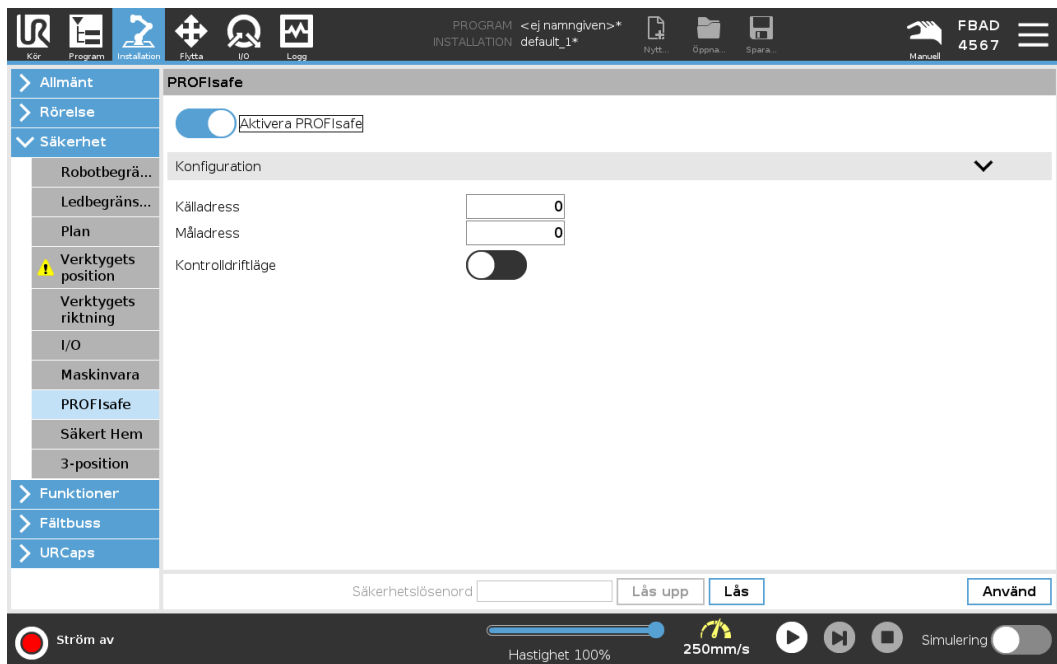 PROGRAM <ej namngiven>*
INSTALLATION default_1*
UR
Kör
Program
Installation
Flytta
I/O
Logg
Nytt...
Öppna...
Spara...
Manuell
FBAD
4567
Allmänt
Rörelse
Säkerhet
Robotbegrä...
Ledbegräns...
Plan
Verktygets
position
Verktygets
riktning
I/O
Maskinvara
PROFIsafe
Säkert Hem
3-position
Funktioner
Fältbuss
URCaps
PROFIsafe
Aktivera PROFIsafe
Konfiguration
Källadress 0
Måladress 0
Kontrolldriftläge
Säkerhetslösenord
Lås upp
Lås
Använd
Ström av
Hastighet 100%
250mm/s
Simulering